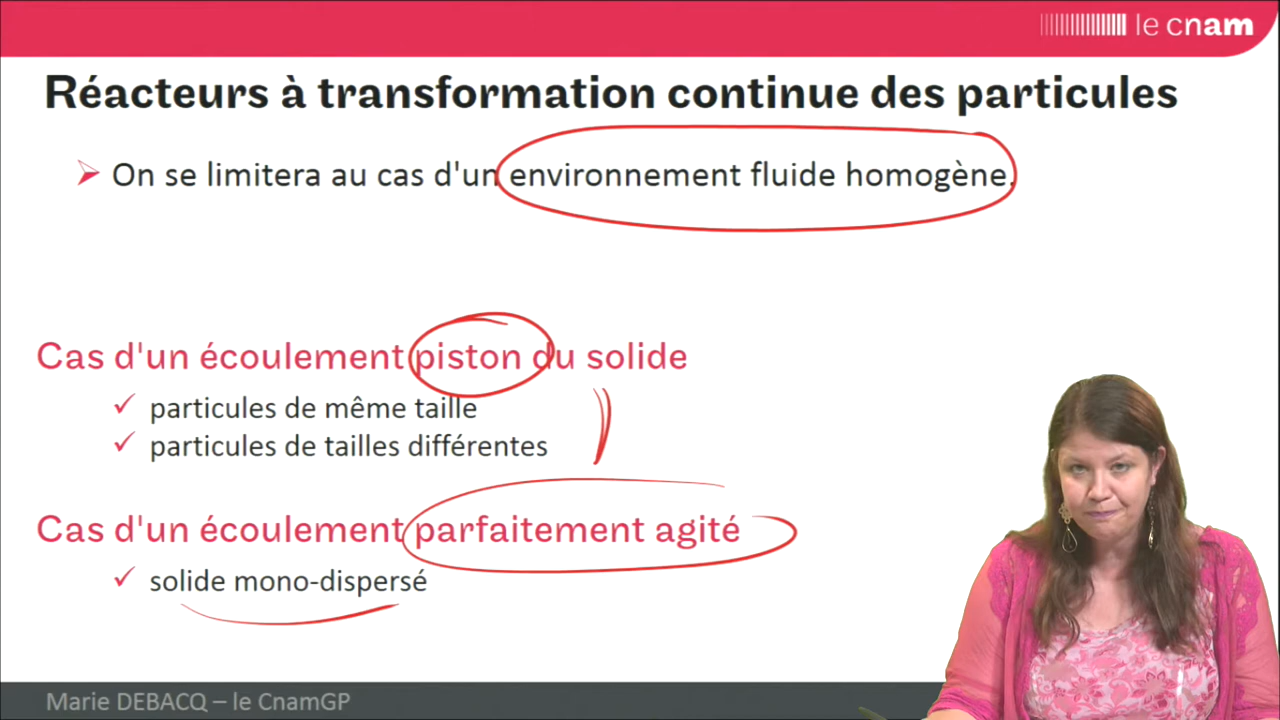 le cnam
Réacteurs à transformation continue des particules
On se limitera au cas d'un environnement fluide homogène.
Cas d'un écoulement piston du solide
particules de même taille
particules de tailles différentes
Cas d'un écoulement parfaitement agité
solide mono-dispersé
Marie DEBACQ – le CnamGP